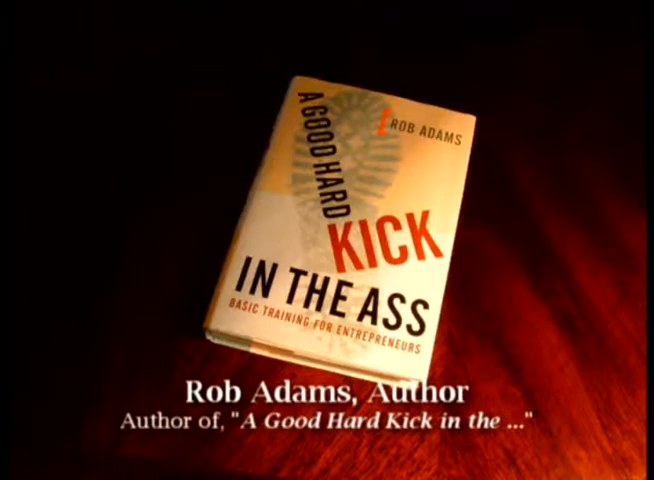 A GOOD HARD
ROB ADAMS
KICK
IN THE ASS
BASIC TRAINING FOR ENTREPRENEURS
Rob Adams, Author
Author of, "A Good Hard Kick in the ..."